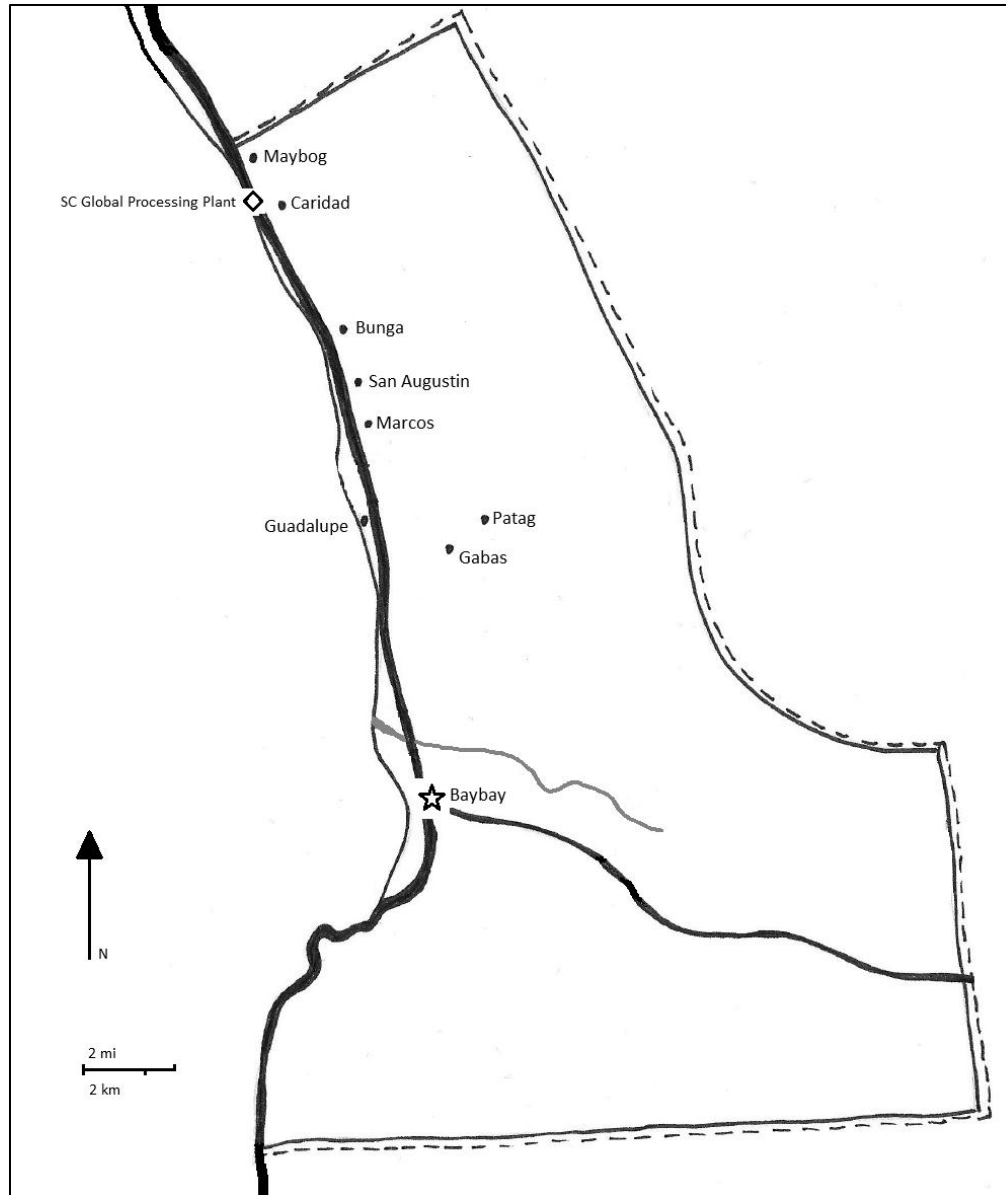 Maybog
SC Global Processing Plant
Caridad
Bunga
San Augustin
Marcos
Guadalupe
Patag
Gabas
Baybay
N
2 mi
2 km